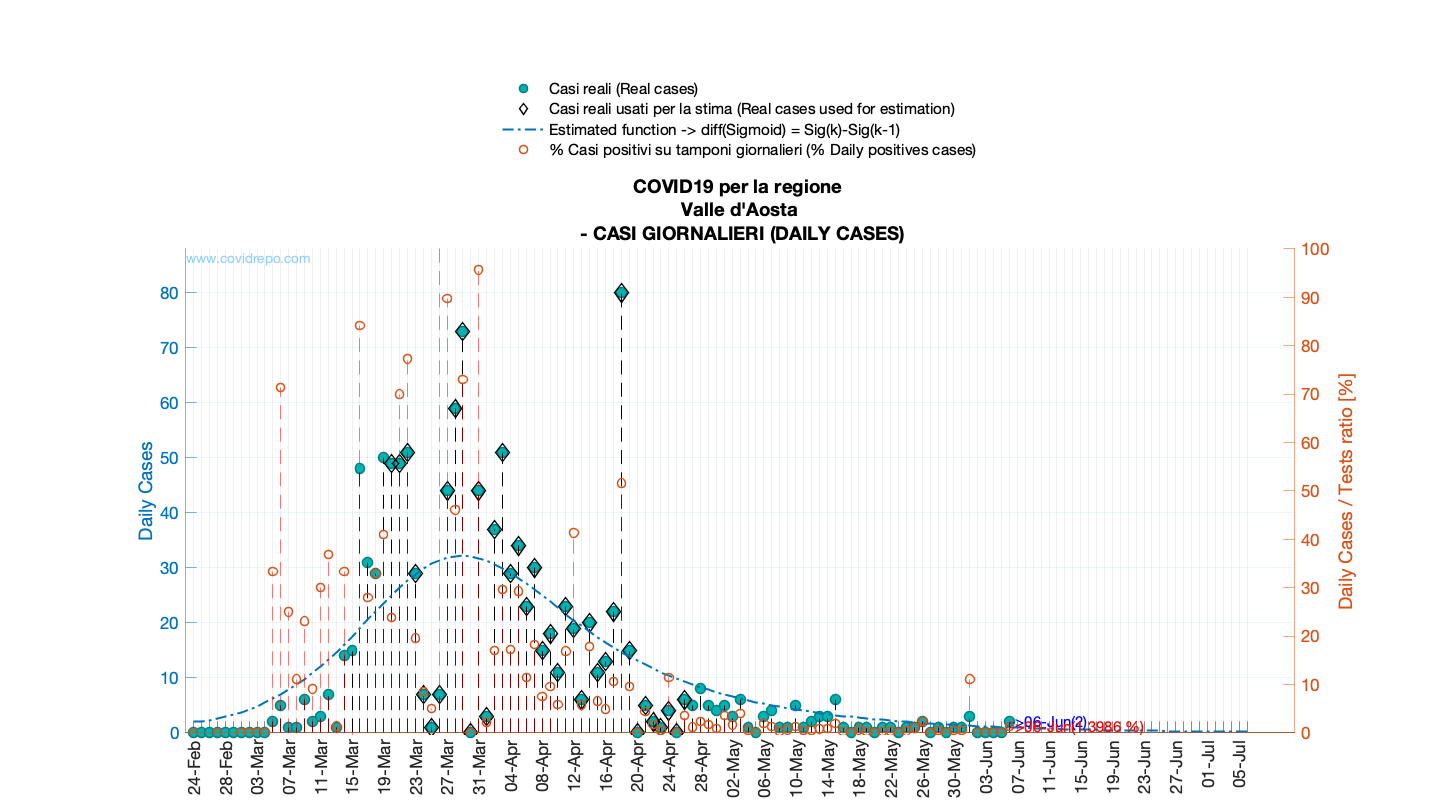 Casi reali (Real cases)
Casi reali usati per la stima (Real cases used for estimation)
Estimated function -> diff(Sigmoid) = Sig(k)-Sig(k-1)
% Casi positivi su tamponi giornalieri (% Daily positives cases)
COVID19 per la regione
Valle d'Aosta
- CASI GIORNALIERI (DAILY CASES)
www.covidrepo.com
Daily Cases
80
70
60
50
40
30
20
10
0
100
90
80
70
60
50
40
30
20
10
0
Daily Cases / Tests ratio [%]
24-Feb
28-Feb
03-Mar
07-Mar
11-Mar
15-Mar
19-Mar
23-Mar
27-Mar
31-Mar
04-Apr
08-Apr
12-Apr
16-Apr
20-Apr
24-Apr
28-Apr
02-May
06-May
10-May
14-May
18-May
22-May
26-May
30-May
03-Jun
07-Jun
11-Jun
15-Jun
19-Jun
23-Jun
27-Jun
01-Jul
05-Jul